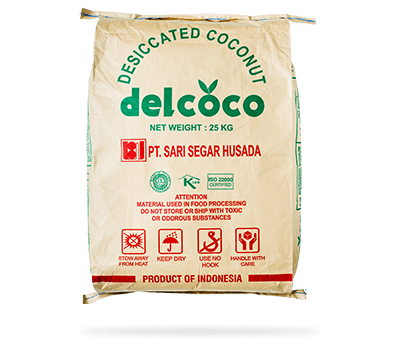 DESICCATED COCONUT
delcoco
NET WEIGHT : 25 KG
PT. SARI SEGAR HUSADA
ISO 22000
CERTIFIED
ATTENTION
MATERIAL USED IN FOOD PROCESSING
DO NOT STORE OR SHIP WITH TOXIC
OR ODOROUS SUBSTANCES
STOW AWAY
FROM HEAT
KEEP DRY
USE NO
HOOK
HANDLE WITH
CARE
PRODUCT OF INDONESIA